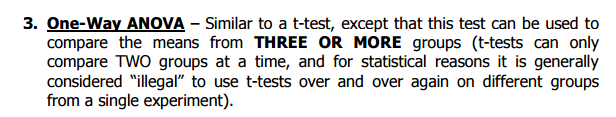 3. One-Way ANOVA – Similar to a t-test, except that this test can be used to
compare the means from THREE OR MORE groups (t-tests can only
compare TWO groups at a time, and for statistical reasons it is generally
considered “illegal” to use t-tests over and over again on different groups
from a single experiment).